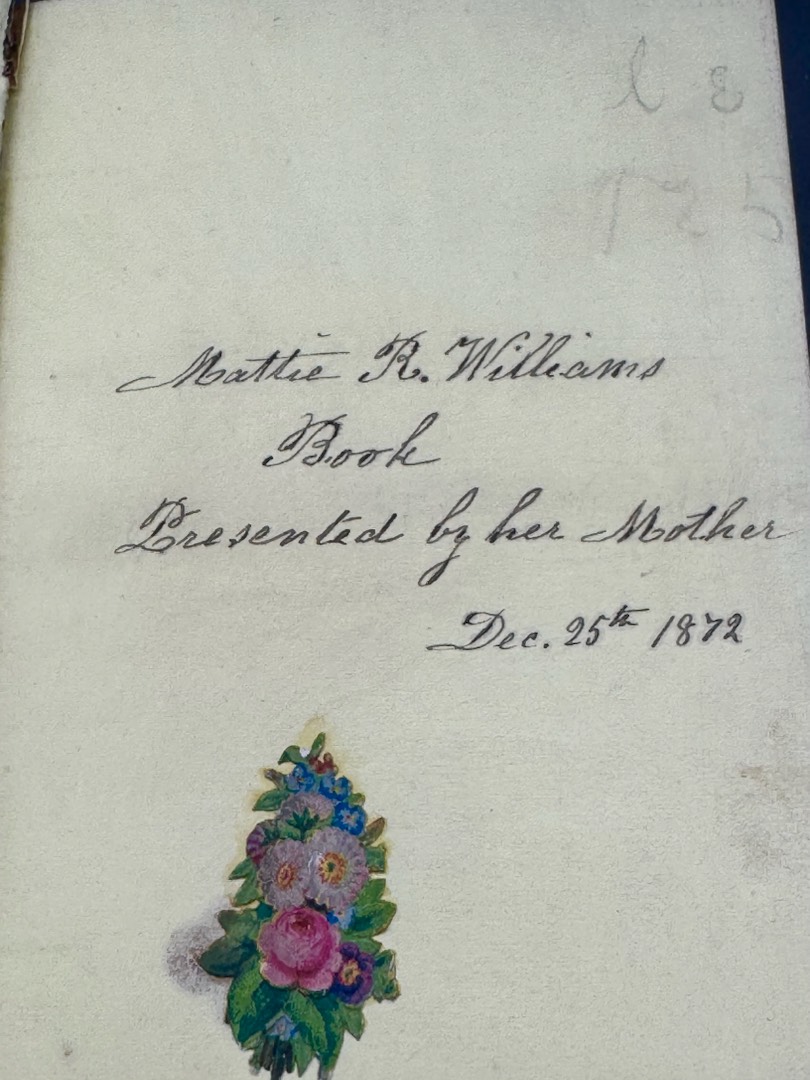 Mattie R. Williams
Book
Presented by her Mother
Dec. 25th 1872